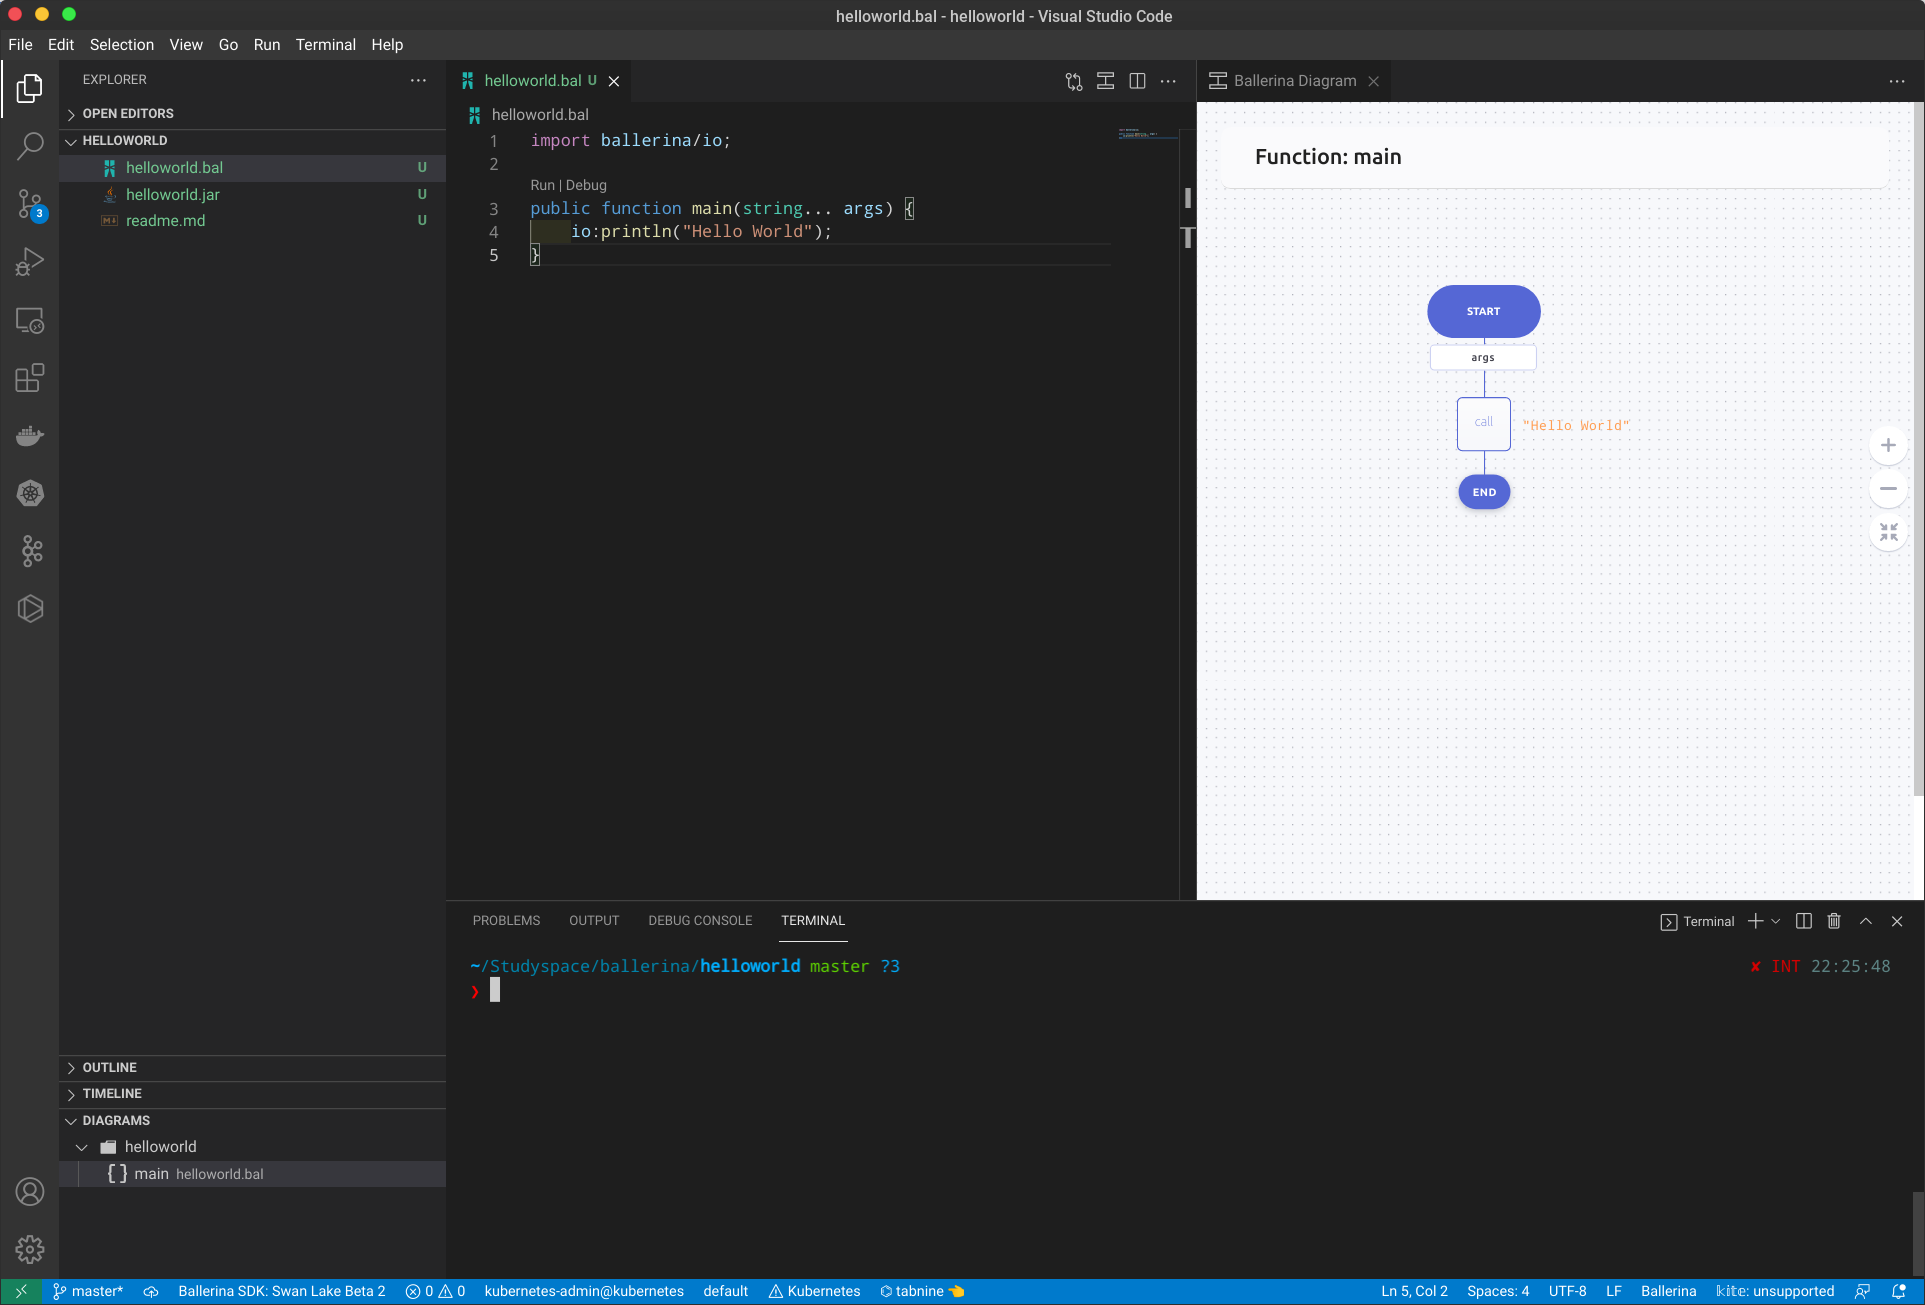 helloworld.bal - helloworld - Visual Studio Code
File Edit Selection View Go Run Terminal Help
EXPLORER
OPEN EDITORS
HELLOWORLD
helloworld.bal U
helloworld.jar U
readme.md U
3
OUTLINE
TIMELINE
DIAGRAMS
helloworld
{ } main helloworld.bal
helloworld.bal U
helloworld.bal
1 import ballerina/io;
2
Run | Debug
3 public function main(string... args) {
4 io:println("Hello World");
5 }
Ballerina Diagram
Function: main
START
args
call "Hello World"
END
PROBLEMS OUTPUT DEBUG CONSOLE TERMINAL
Terminal
~/Studyspace/ballerina/helloworld master ?3
✘ INT 22:25:48
❯
master* Ballerina SDK: Swan Lake Beta 2 0 0 kubernetes-admin@kubernetes default Kubernetes tabnine 👈 Ln 5, Col 2 Spaces: 4 UTF-8 LF Ballerina kite: unsupported